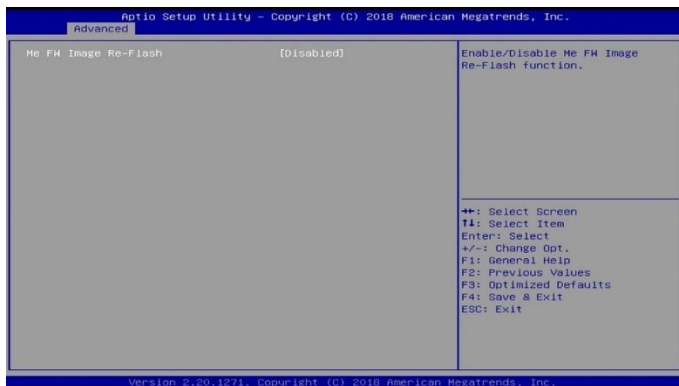 Aptio Setup Utility – Copyright (C) 2018 American Megatrends, Inc.
Advanced
Me FW Image Re-Flash [Disabled]
Enable/Disable Me FW Image
Re-Flash function.
→←: Select Screen
↑↓: Select Item
Enter: Select
+/-: Change Opt.
F1: General Help
F2: Previous Values
F3: Optimized Defaults
F4: Save & Exit
ESC: Exit
Version 2.20.1271. Copyright (C) 2018 American Megatrends, Inc.